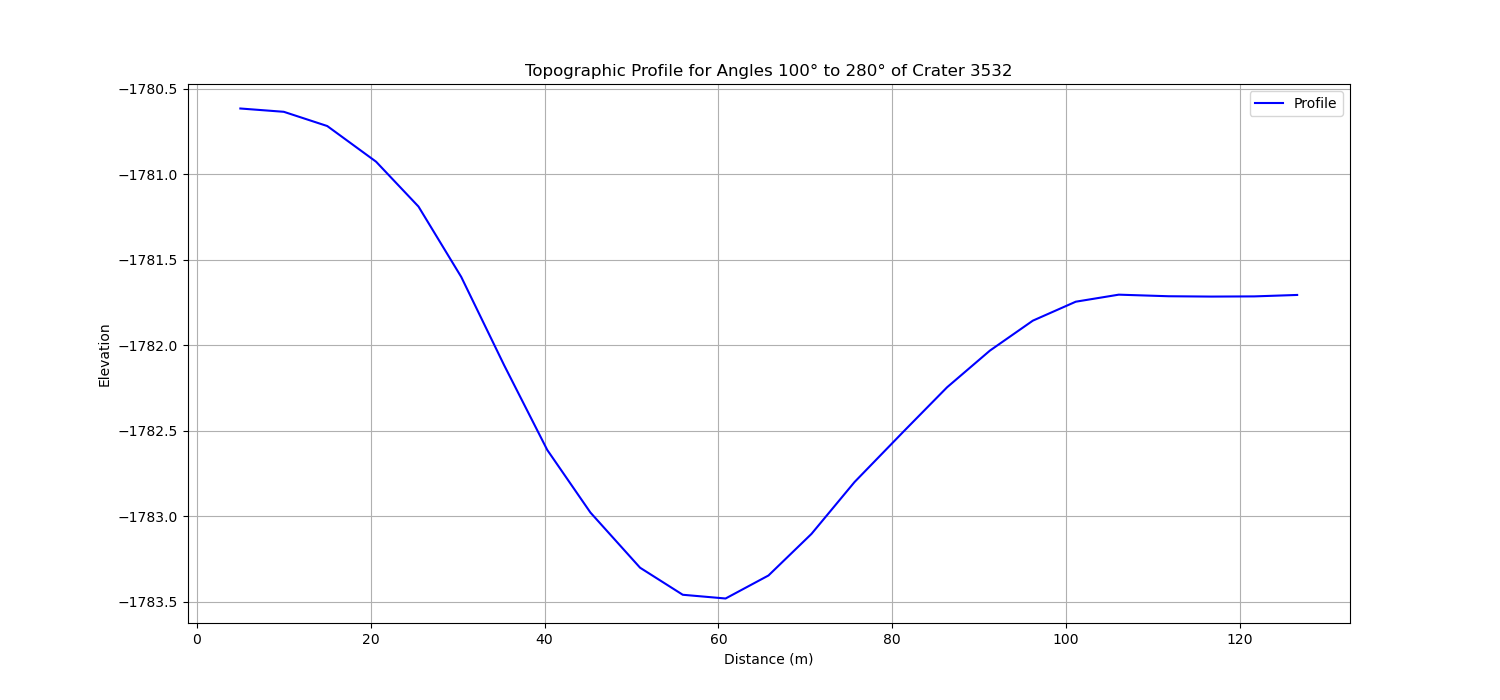 Topographic Profile for Angles 100° to 280° of Crater 3532
Profile
Elevation
−1780.5
−1781.0
−1781.5
−1782.0
−1782.5
−1783.0
−1783.5
0 20 40 60 80 100 120
Distance (m)